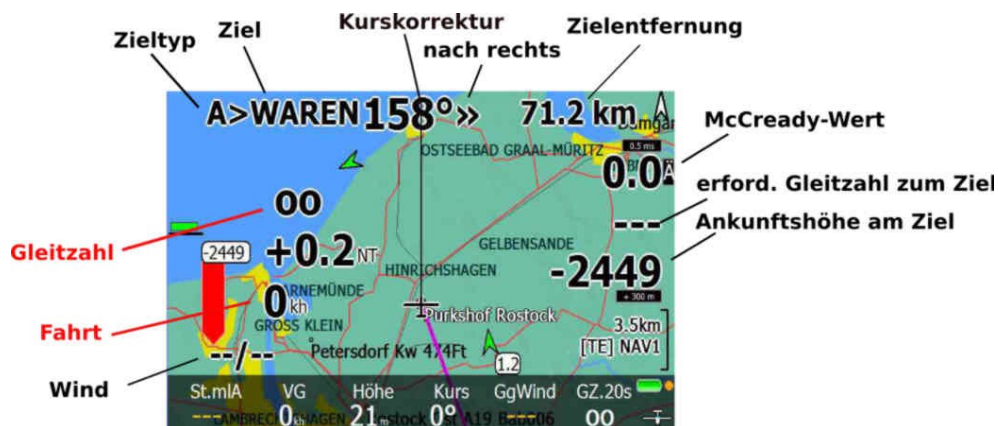 Kurskorrektur
Zieltyp
Ziel
nach rechts
Zielentfernung
A>WAREN 158°» 71.2 km
McCready-Wert
OSTSEEBAD GRAAL-MÜRITZ
0.5 ms
0.0
A
erford. Gleitzahl zum Ziel
---
oo
Ankunftshöhe am Ziel
Gleitzahl
-2449
+0.2 NT
GELBENSANDE
-2449
HINRICHSHAGEN
+ 300 m
ARNEMÜNDE
0 kh
Purkshof Rostock
Fahrt
GROSS KLEIN
3.5km
[TE] NAV1
--/--
Petersdorf Kw 474Ft
1.2
Wind
St.mlA VG Höhe Kurs GgWind GZ.20s
--- 0 kh 21 m 0° --- oo